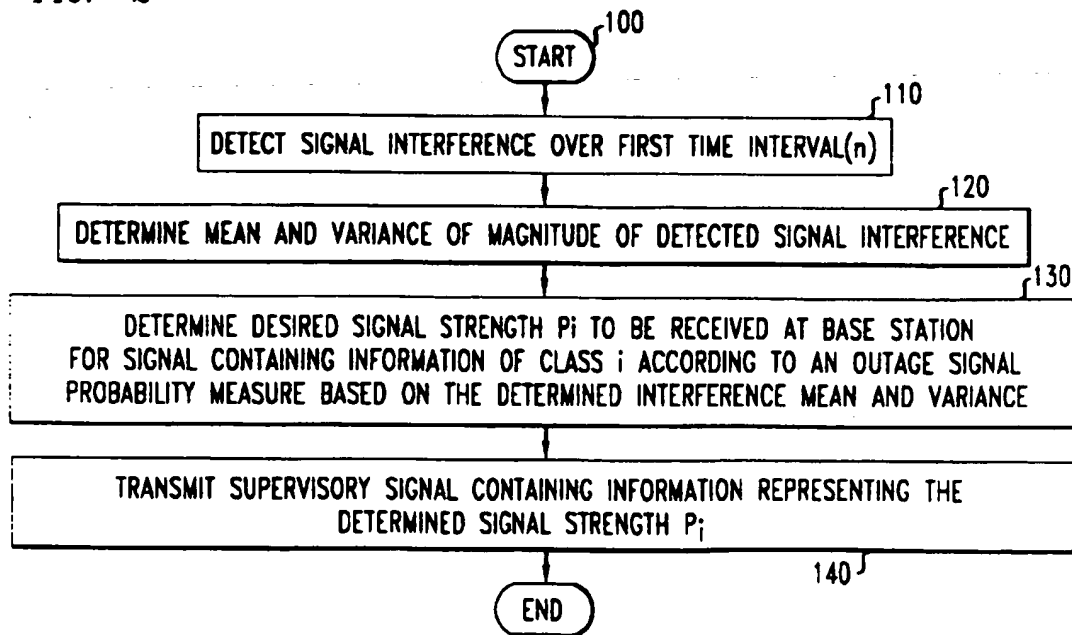 100
START
110
DETECT SIGNAL INTERFERENCE OVER FIRST TIME INTERVAL(n)
120
DETERMINE MEAN AND VARIANCE OF MAGNITUDE OF DETECTED SIGNAL INTERFERENCE
130
DETERMINE DESIRED SIGNAL STRENGTH Pi TO BE RECEIVED AT BASE STATION
FOR SIGNAL CONTAINING INFORMATION OF CLASS i ACCORDING TO AN OUTAGE SIGNAL
PROBABILITY MEASURE BASED ON THE DETERMINED INTERFERENCE MEAN AND VARIANCE
TRANSMIT SUPERVISORY SIGNAL CONTAINING INFORMATION REPRESENTING THE
DETERMINED SIGNAL STRENGTH Pi
140
END